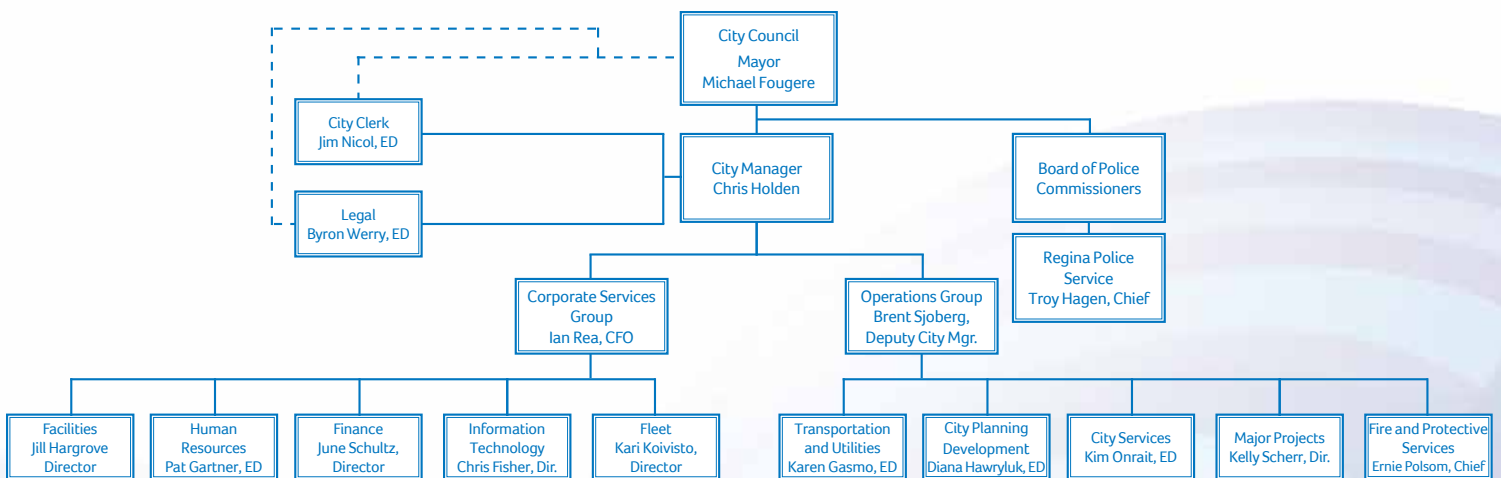 City Council
Mayor
Michael Fougere
City Clerk
Jim Nicol, ED
City Manager
Chris Holden
Board of Police
Commissioners
Legal
Byron Werry, ED
Regina Police
Service
Troy Hagen, Chief
Corporate Services
Group
Ian Rea, CFO
Operations Group
Brent Sjoberg,
Deputy City Mgr.
Facilities
Jill Hargrove
Director
Human
Resources
Pat Gartner, ED
Finance
June Schultz,
Director
Information
Technology
Chris Fisher, Dir.
Fleet
Kari Koivisto,
Director
Transportation
and Utilities
Karen Gasmo, ED
City Planning
Development
Diana Hawryluk, ED
City Services
Kim Onrait, ED
Major Projects
Kelly Scherr, Dir.
Fire and Protective
Services
Ernie Polsom, Chief